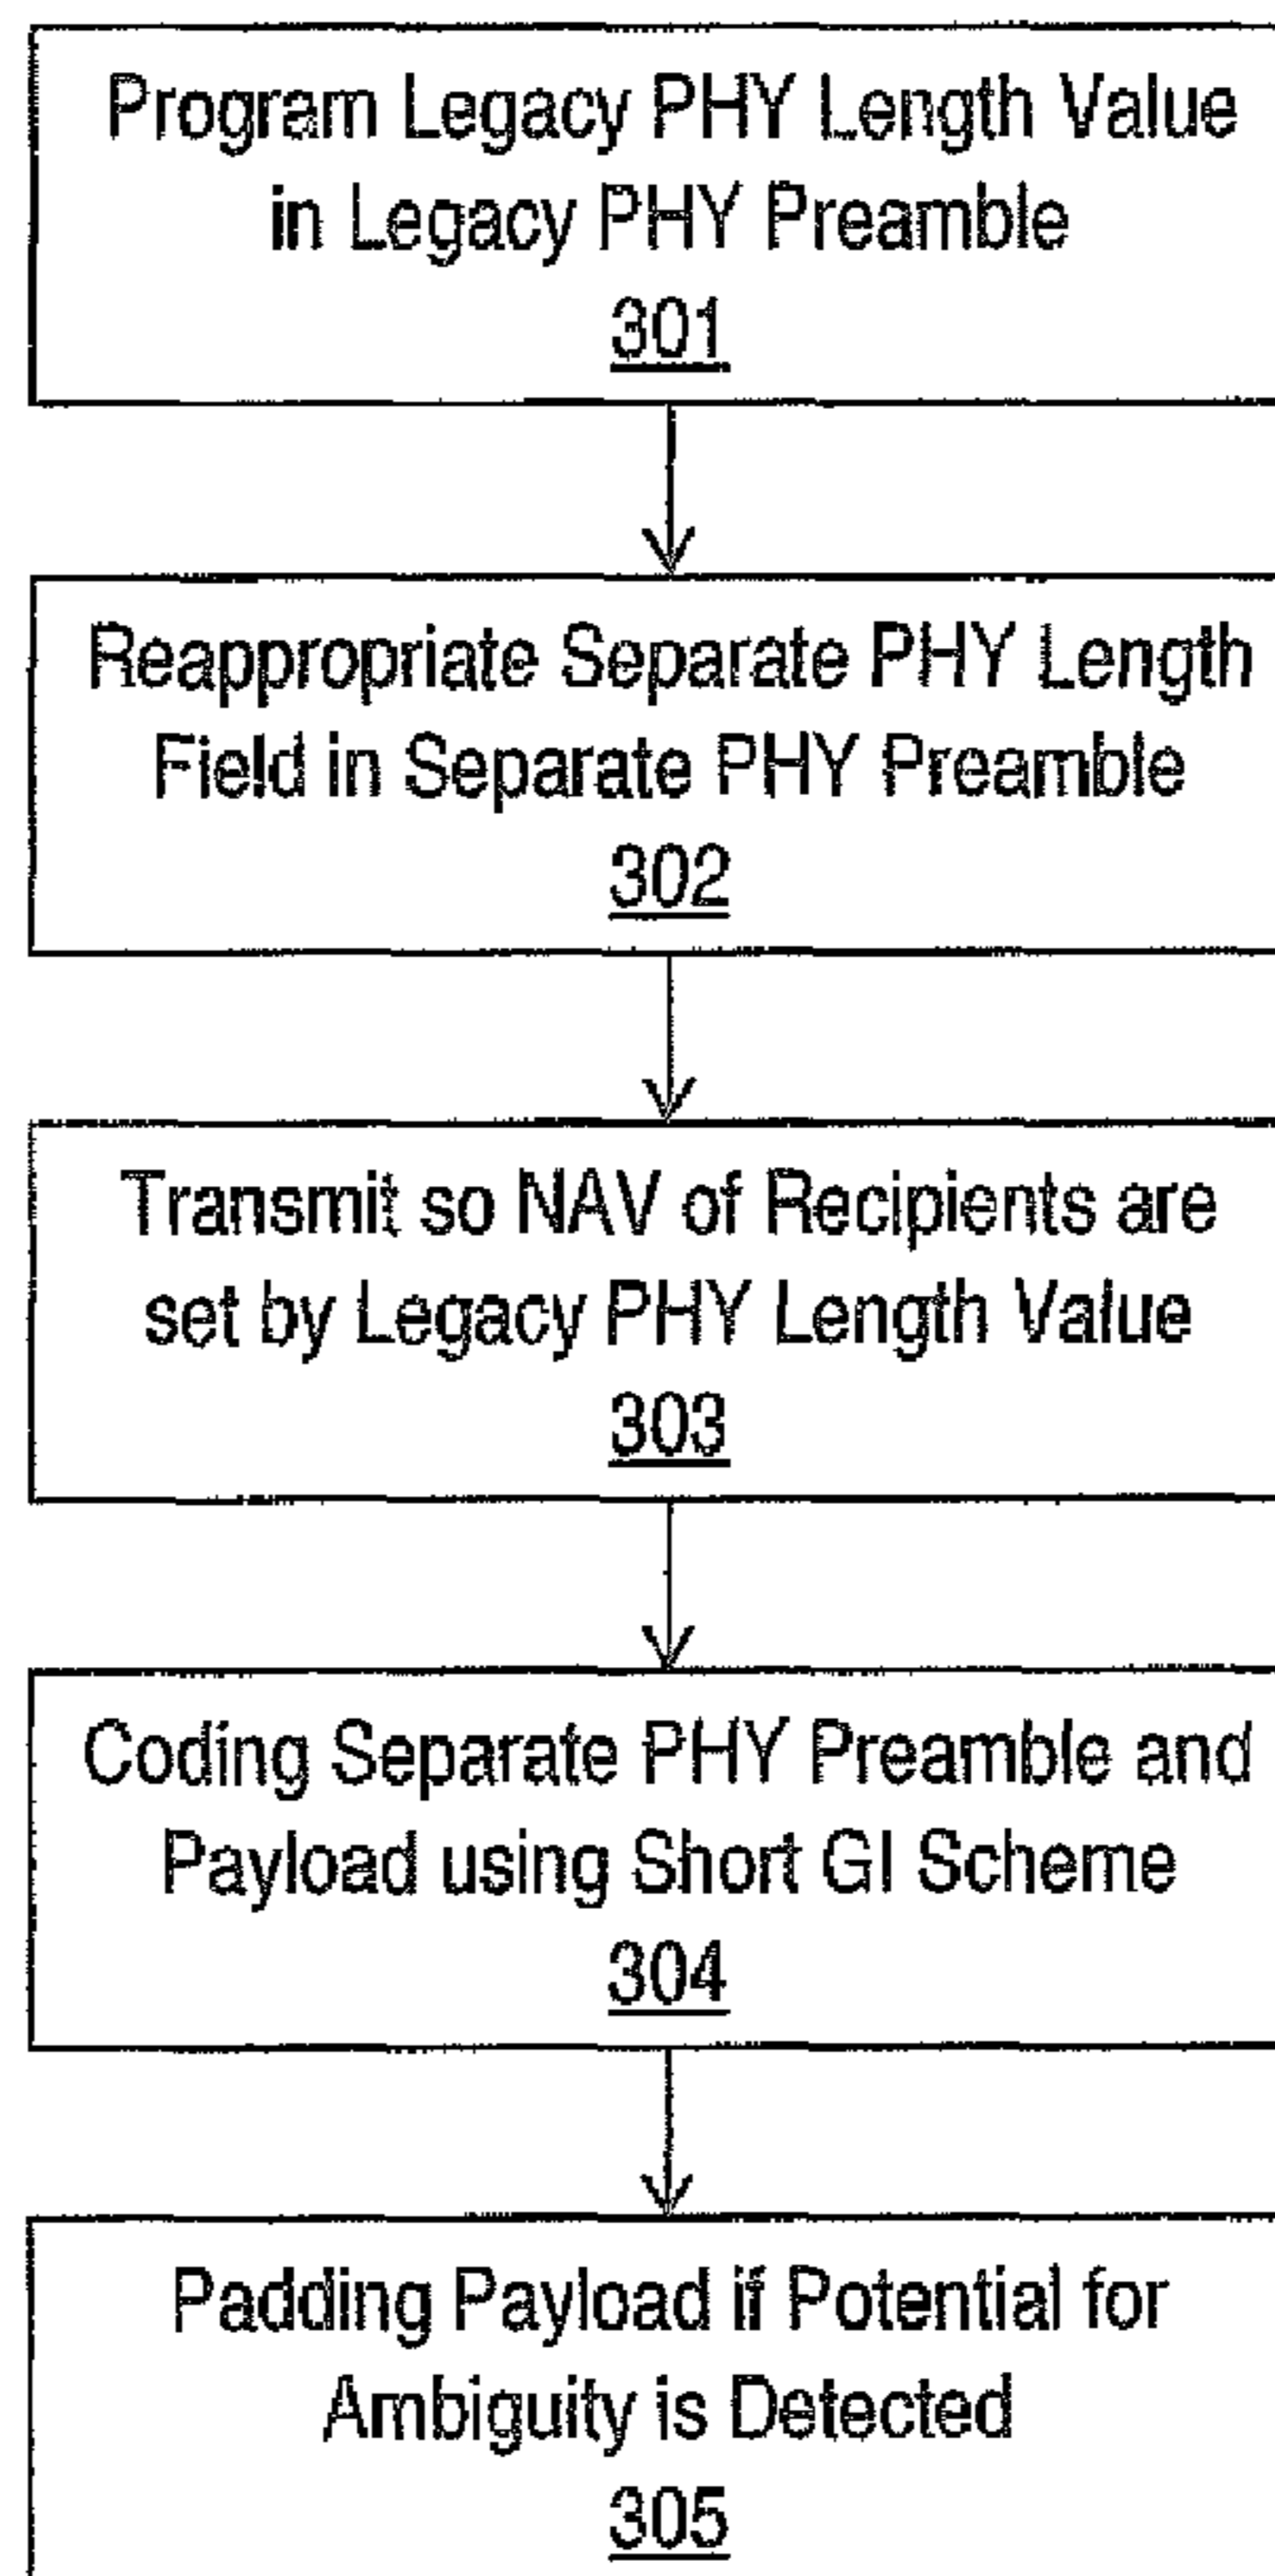 Program Legacy PHY Length Value
in Legacy PHY Preamble
301
Reappropriate Separate PHY Length
Field in Separate PHY Preamble
302
Transmit so NAV of Recipients are
set by Legacy PHY Length Value
303
Coding Separate PHY Preamble and
Payload using Short GI Scheme
304
Padding Payload if Potential for
Ambiguity is Detected
305